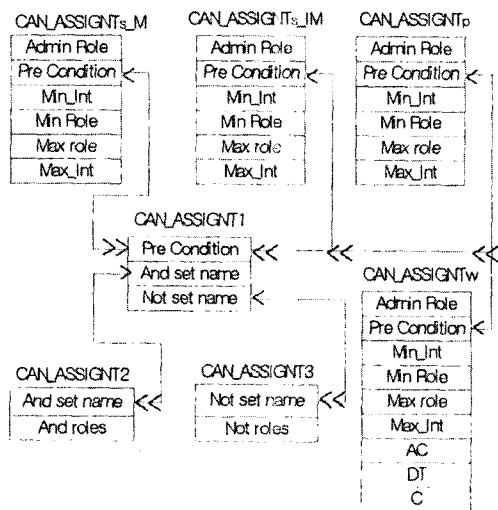 CAN_ASSIGNTs_M
Admin Role
Pre Condition
Min_Int
Min Role
Max role
Max_Int
CAN_ASSIGNTs_IM
Admin Role
Pre Condition
Min_Int
Min Role
Max role
Max_Int
CAN_ASSIGNTp
Admin Role
Pre Condition
Min_Int
Min Role
Max role
Max_Int
CAN_ASSIGNT1
Pre Condition
And set name
Not set name
CAN_ASSIGNT2
And set name
And roles
CAN_ASSIGNT3
Not set name
Not roles
CAN_ASSIGNTw
Admin Role
Pre Condition
Min_Int
Min Role
Max role
Max_Int
AC
DT
C